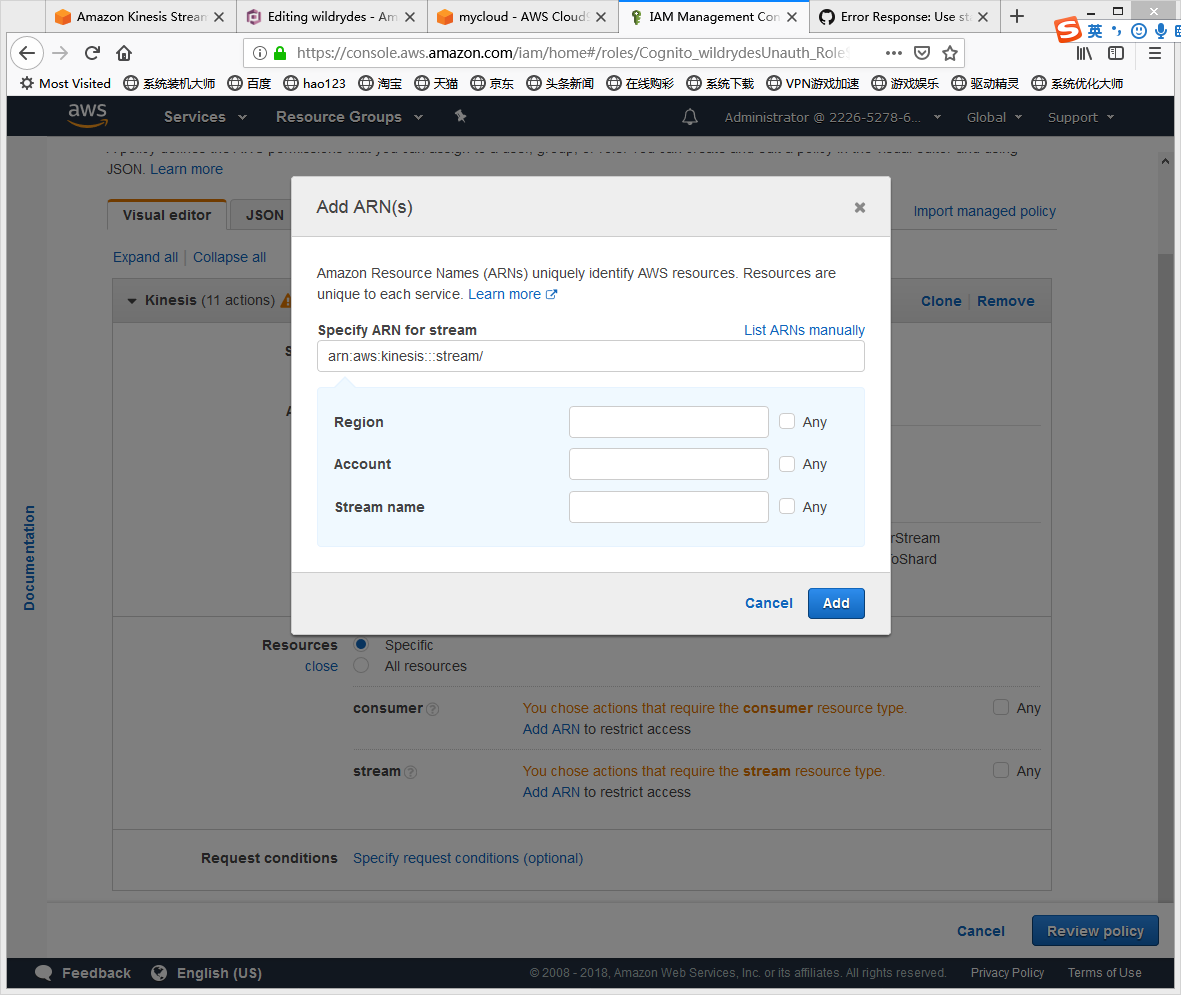 Amazon Kinesis Stream
Editing wildrydes - Am
mycloud - AWS Cloud
IAM Management Con
Error Response: Use st
英
https://console.aws.amazon.com/iam/home#/roles/Cognito_wildrydesUnauth_Role
Most Visited 系统装机大师 百度 hao123 淘宝 天猫 京东 头条新闻 在线购彩 系统下载 VPN游戏加速 游戏娱乐 驱动精灵 系统优化大师
aws Services Resource Groups Administrator @ 2226-5278-6... Global Support
JSON. Learn more
Visual editor JSON Import managed policy
Expand all Collapse all
Kinesis (11 actions) Clone Remove
Add ARN(s)
Amazon Resource Names (ARNs) uniquely identify AWS resources. Resources are
unique to each service. Learn more
Specify ARN for stream List ARNs manually
arn:aws:kinesis:::stream/
Region Any
Account Any
Stream name Any
Cancel Add
rStream
oShard
Documentation
Resources Specific
close All resources
consumer You chose actions that require the consumer resource type. Any
Add ARN to restrict access
stream You chose actions that require the stream resource type. Any
Add ARN to restrict access
Request conditions Specify request conditions (optional)
Cancel Review policy
Feedback English (US) © 2008 - 2018, Amazon Web Services, Inc. or its affiliates. All rights reserved. Privacy Policy Terms of Use